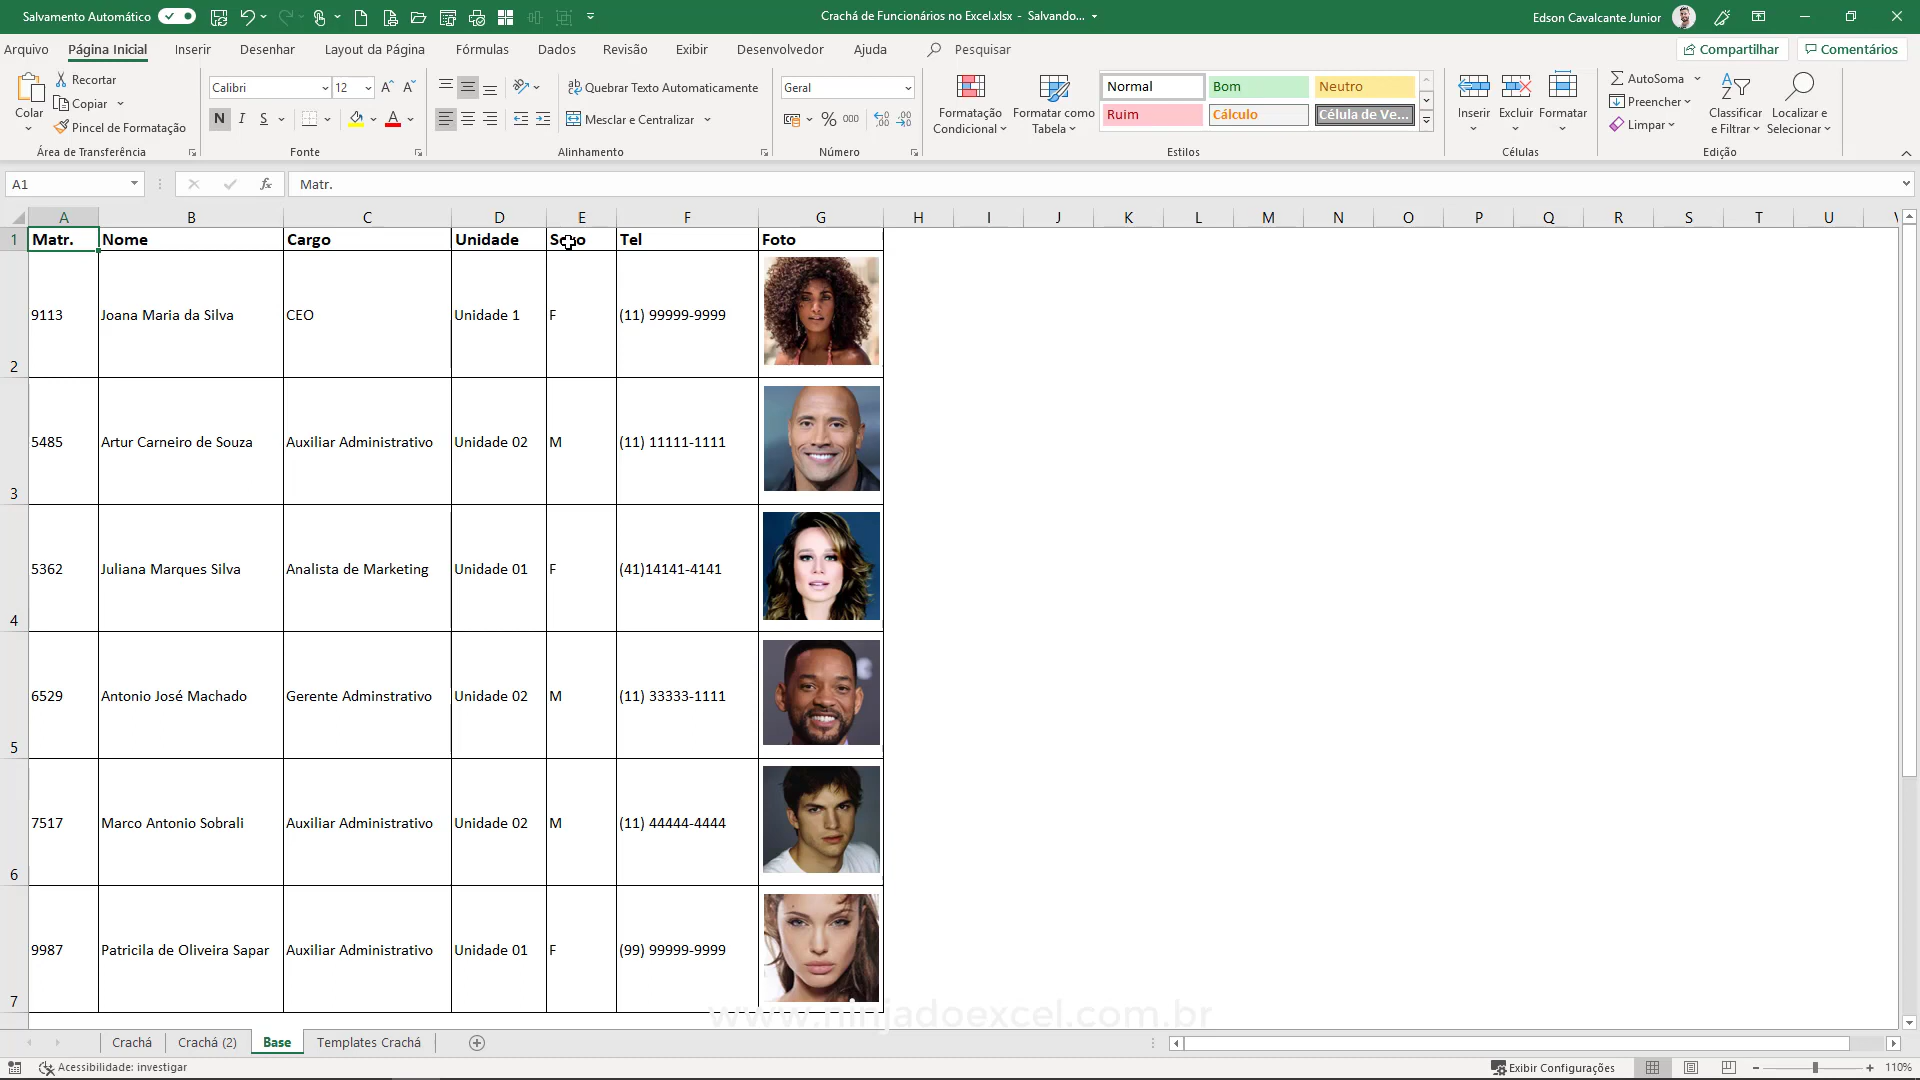 Salvamento Automático
Crachá de Funcionários no Excel.xlsx - Salvando...
Edson Cavalcante Junior
Arquivo Página Inicial Inserir Desenhar Layout da Página Fórmulas Dados Revisão Exibir Desenvolvedor Ajuda Pesquisar Compartilhar Comentários
Colar
Recortar
Copiar
Pincel de Formatação
Área de Transferência
Calibri 12
N I S
Fonte
Quebrar Texto Automaticamente
Mesclar e Centralizar
Alinhamento
Geral
% 000
Número
Formatação Condicional
Formatar como Tabela
Normal Bom Neutro
Ruim Cálculo Célula de Ve...
Estilos
Inserir Excluir Formatar
Células
AutoSoma
Preencher
Limpar
Classificar e Filtrar
Localizar e Selecionar
Edição
A1 fx Matr.
A B C D E F G H I J K L M N O P Q R S T U
1 Matr. Nome Cargo Unidade Tel Foto
2 9113 Joana Maria da Silva CEO Unidade 1 F (11) 99999-9999
3 5485 Artur Carneiro de Souza Auxiliar Administrativo Unidade 02 M (11) 11111-1111
4 5362 Juliana Marques Silva Analista de Marketing Unidade 01 F (41)14141-4141
5 6529 Antonio José Machado Gerente Adminstrativo Unidade 02 M (11) 33333-1111
6 7517 Marco Antonio Sobrali Auxiliar Administrativo Unidade 02 M (11) 44444-4444
7 9987 Patricila de Oliveira Sapar Auxiliar Administrativo Unidade 01 F (99) 99999-9999
www.ninjadoexcel.com.br
Crachá Crachá (2) Base Templates Crachá
Acessibilidade: investigar
Exibir Configurações
110%